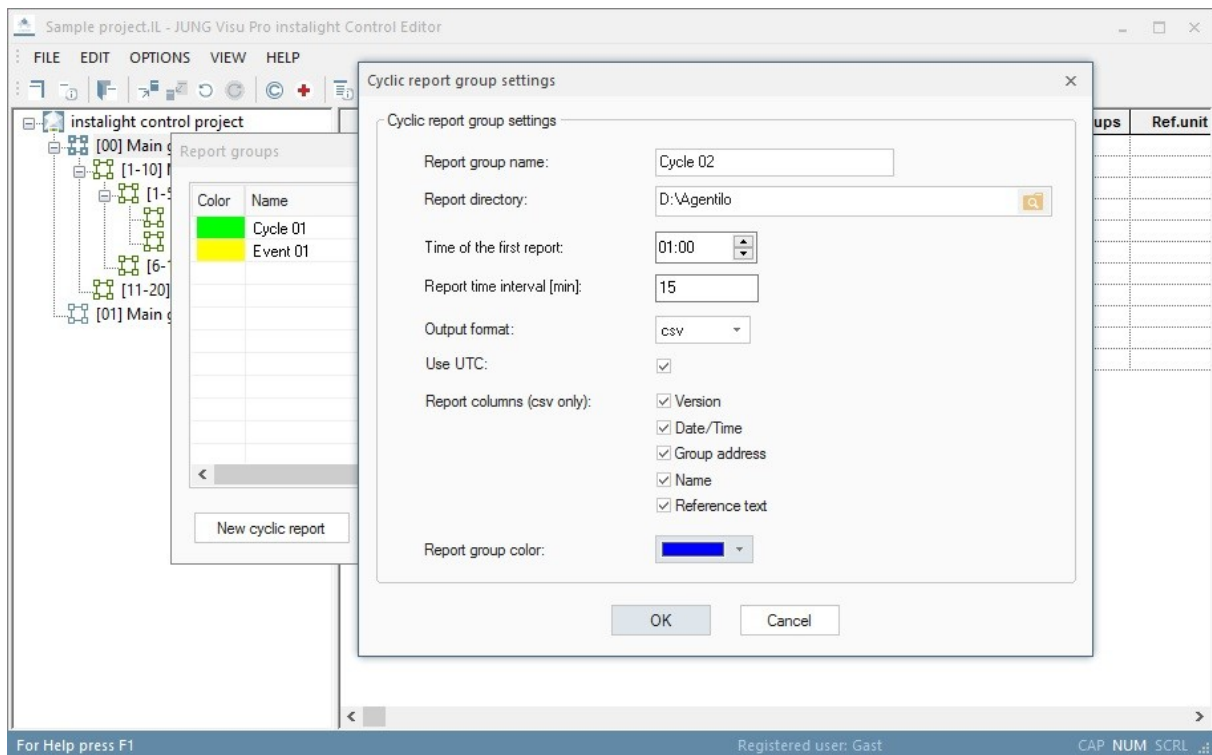 Sample project.IL - JUNG Visu Pro instalight Control Editor
FILE EDIT OPTIONS VIEW HELP
instalight control project
[00] Main
[1-10]
[1-
[6-
[11-20]
[01] Main
Report groups
Color Name
Cycle 01
Event 01
New cyclic report
Cyclic report group settings
Cyclic report group settings
Report group name: Cycle 02
Report directory: D:\Agentilo
Time of the first report: 01:00
Report time interval [min]: 15
Output format: csv
Use UTC:
Report columns (csv only): Version
Date/Time
Group address
Name
Reference text
Report group color:
OK Cancel
ups Ref.unit
For Help press F1 Registered user: Gast CAP NUM SCRL